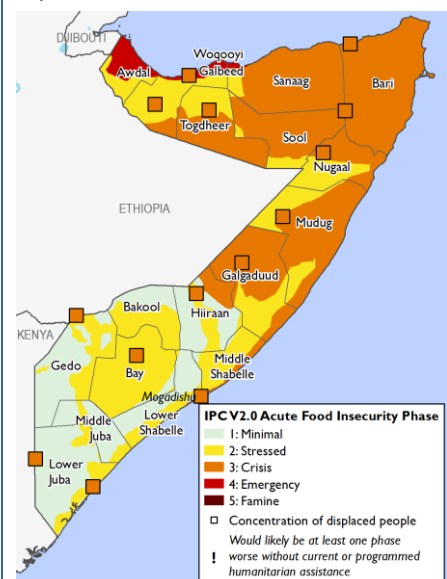 DJIBOUTI
Awdal
Woqooyi
Galbeed
Sanaag
Bari
Togdheer
Sool
Nugaal
ETHIOPIA
Mudug
Galgaduud
Bakool
Hiiraan
KENYA
Gedo
Bay
Middle
Shabelle
Mogadishu
Lower
Shabelle
Middle
Juba
Lower
Juba
IPC V2.0 Acute Food Insecurity Phase
1: Minimal
2: Stressed
3: Crisis
4: Emergency
5: Famine
Concentration of displaced people
Would likely be at least one phase
! worse without current or programmed
humanitarian assistance